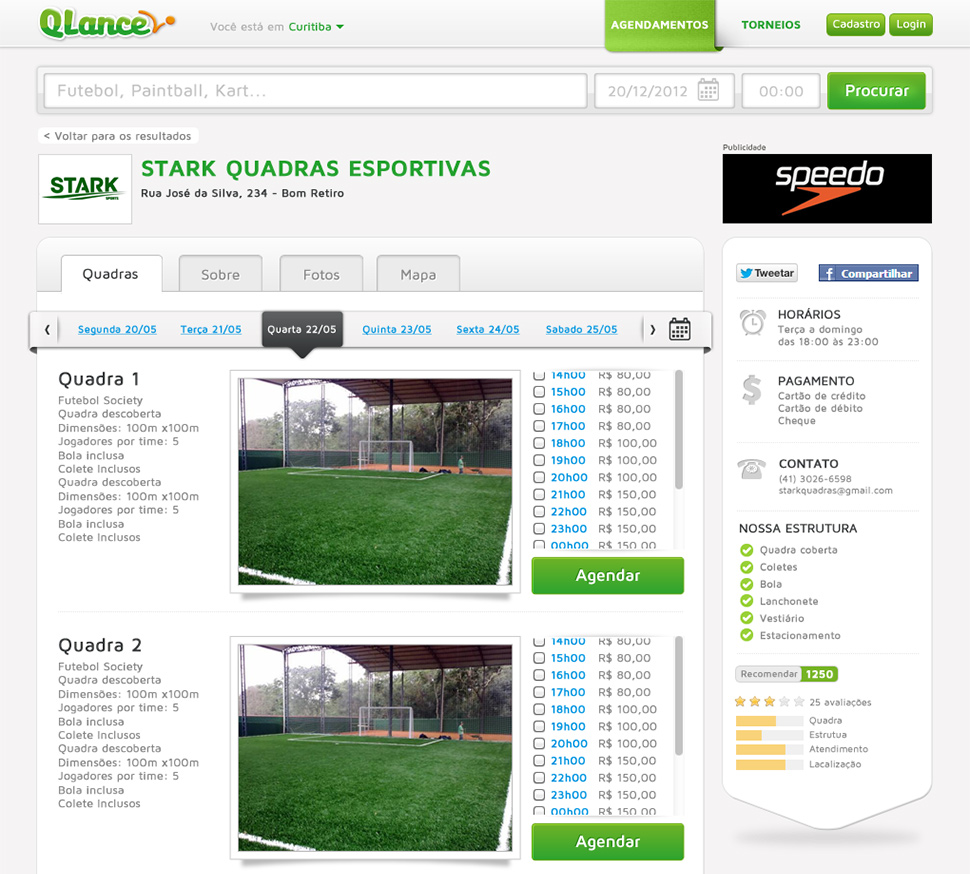 QLance
Você está em Curitiba
AGENDAMENTOS
TORNEIOS
Cadastro
Login
Futebol, Paintball, Kart...
20/12/2012
00:00
Procurar
< Voltar para os resultados
STARK
SPORTS
STARK QUADRAS ESPORTIVAS
Rua José da Silva, 234 - Bom Retiro
Publicidade
speedo
Quadras
Sobre
Fotos
Mapa
Segunda 20/05
Terça 21/05
Quarta 22/05
Quinta 23/05
Sexta 24/05
Sabado 25/05
Quadra 1
Futebol Society
Quadra descoberta
Dimensões: 100m x100m
Jogadores por time: 5
Bola inclusa
Colete Inclusos
Quadra descoberta
Dimensões: 100m x100m
Jogadores por time: 5
Bola inclusa
Colete Inclusos
14h00 R$ 80,00
15h00 R$ 80,00
16h00 R$ 80,00
17h00 R$ 80,00
18h00 R$ 100,00
19h00 R$ 100,00
20h00 R$ 100,00
21h00 R$ 150,00
22h00 R$ 150,00
23h00 R$ 150,00
00h00 R$ 150,00
Agendar
Quadra 2
Futebol Society
Quadra descoberta
Dimensões: 100m x100m
Jogadores por time: 5
Bola inclusa
Colete Inclusos
Quadra descoberta
Dimensões: 100m x100m
Jogadores por time: 5
Bola inclusa
Colete Inclusos
14h00 R$ 80,00
15h00 R$ 80,00
16h00 R$ 80,00
17h00 R$ 80,00
18h00 R$ 100,00
19h00 R$ 100,00
20h00 R$ 100,00
21h00 R$ 150,00
22h00 R$ 150,00
23h00 R$ 150,00
00h00 R$ 150,00
Agendar
Tweetar
f Compartilhar
HORÁRIOS
Terça a domingo
das 18:00 às 23:00
PAGAMENTO
Cartão de crédito
Cartão de débito
Cheque
CONTATO
(41) 3026-6598
starkquadras@gmail.com
NOSSA ESTRUTURA
Quadra coberta
Coletes
Bola
Lanchonete
Vestiário
Estacionamento
Recomendar 1250
25 avaliações
Quadra
Estrutua
Atendimento
Lacalização